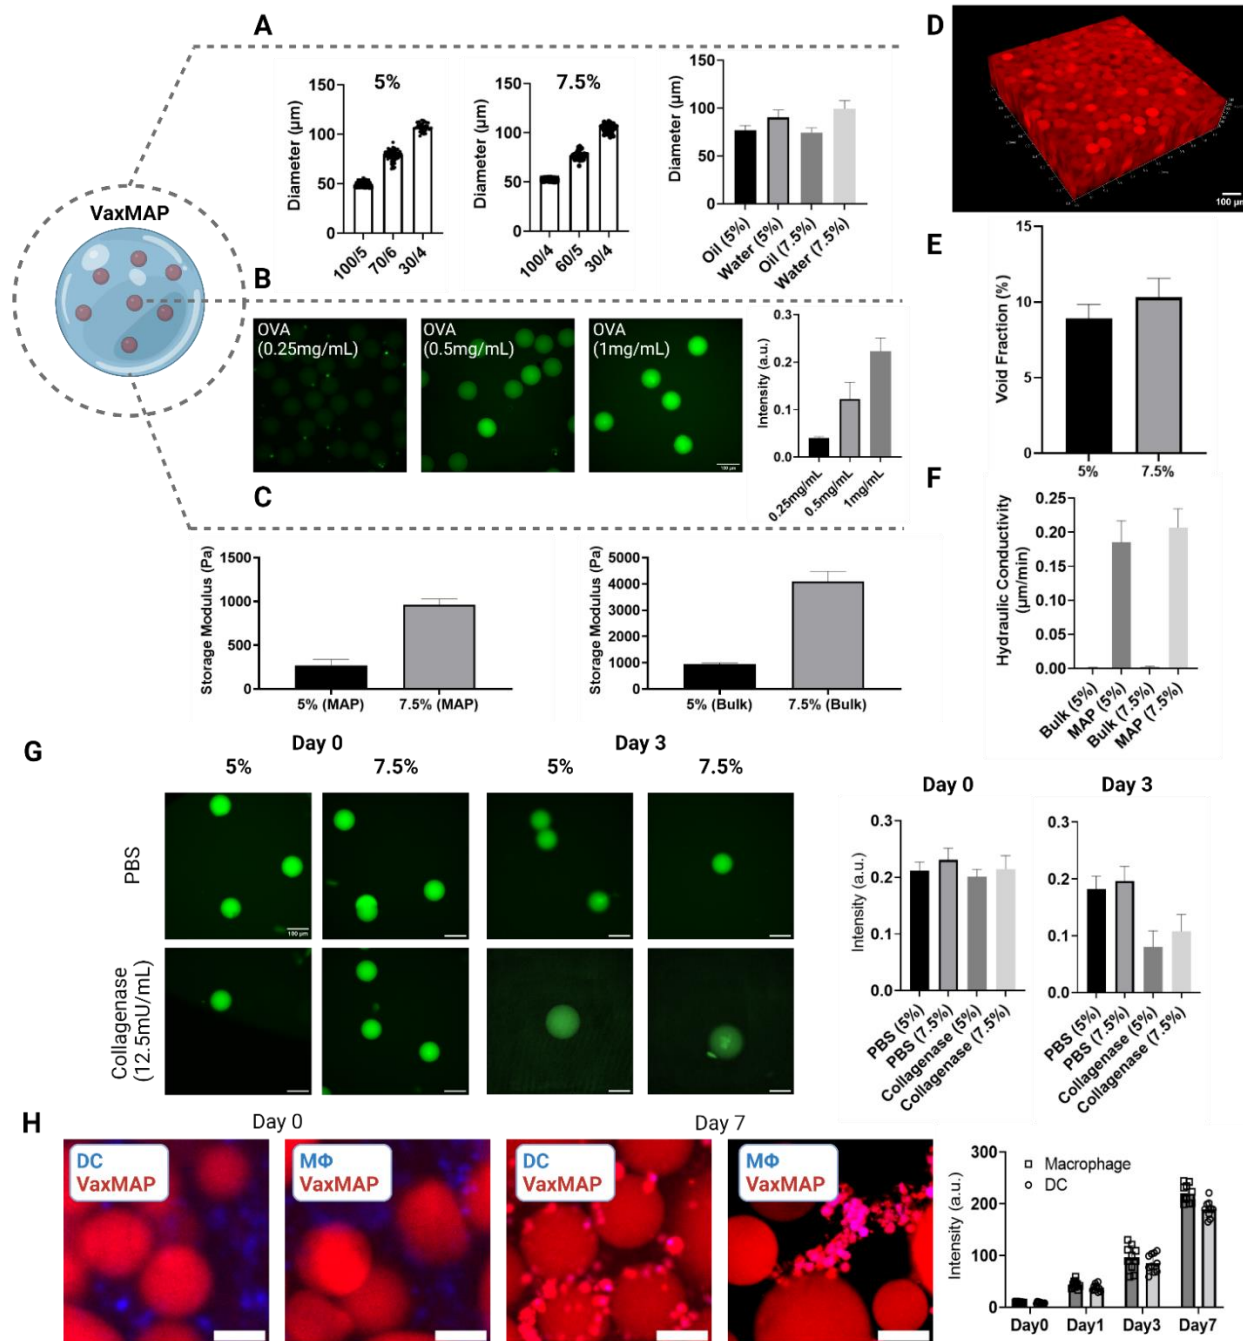 A
5%
Diameter (µm)
150
100
50
0
100/5
70/6
30/4
7.5%
Diameter (µm)
150
100
50
0
100/4
60/5
30/4
Diameter (µm)
150
100
50
0
Oil (5%)
Water (5%)
Oil (7.5%)
Water (7.5%)
D
100 µm
VaxMAP
B
OVA
(0.25mg/mL)
OVA
(0.5mg/mL)
OVA
(1mg/mL)
100 µm
Intensity (a.u.)
0.3
0.2
0.1
0.0
0.25mg/mL
0.5mg/mL
1mg/mL
E
Void Fraction (%)
15
10
5
0
5%
7.5%
C
Storage Modulus (Pa)
1500
1000
500
0
5% (MAP)
7.5% (MAP)
Storage Modulus (Pa)
5000
4000
3000
2000
1000
0
5% (Bulk)
7.5% (Bulk)
F
Hydraulic Conductivity
(µm/min)
0.25
0.20
0.15
0.10
0.05
0.00
Bulk (5%)
MAP (5%)
Bulk (7.5%)
MAP (7.5%)
G
Day 0
Day 3
5%
7.5%
5%
7.5%
PBS
100 µm
Collagenase
(12.5mU/mL)
Day 0
Intensity (a.u.)
0.3
0.2
0.1
0.0
PBS (5%)
PBS (7.5%)
Collagenase (5%)
Collagenase (7.5%)
Day 3
0.3
0.2
0.1
0.0
PBS (5%)
PBS (7.5%)
Collagenase (5%)
Collagenase (7.5%)
H
Day 0
Day 7
DC
VaxMAP
MΦ
VaxMAP
DC
VaxMAP
MΦ
VaxMAP
Intensity (a.u.)
300
200
100
0
Macrophage
DC
Day0
Day1
Day3
Day7